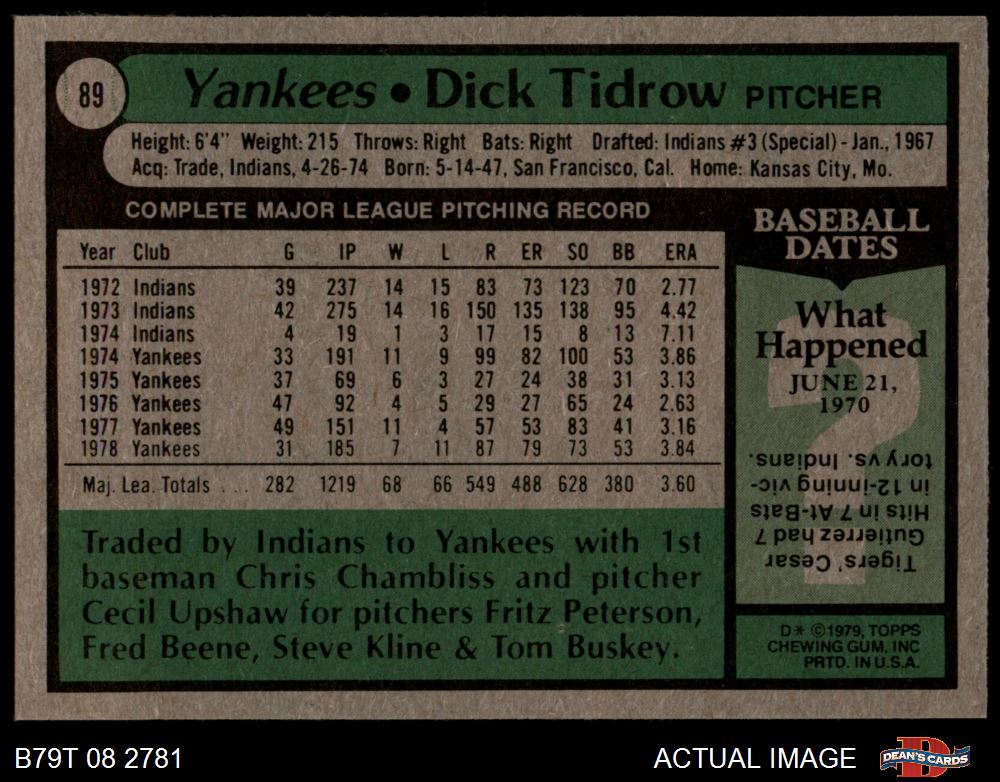 89
Yankees • Dick Tidrow PITCHER
Height: 6'4" Weight: 215 Throws: Right Bats: Right Drafted: Indians #3 (Special) - Jan., 1967
Acq: Trade, Indians, 4-26-74 Born: 5-14-47, San Francisco, Cal. Home: Kansas City, Mo.
COMPLETE MAJOR LEAGUE PITCHING RECORD
Year Club G IP W L R ER SO BB ERA
1972 Indians 39 237 14 15 83 73 123 70 2.77
1973 Indians 42 275 14 16 150 135 138 95 4.42
1974 Indians 4 19 1 3 17 15 8 13 7.11
1974 Yankees 33 191 11 9 99 82 100 53 3.86
1975 Yankees 37 69 6 3 27 24 38 31 3.13
1976 Yankees 47 92 4 5 29 27 65 24 2.63
1977 Yankees 49 151 11 4 57 53 83 41 3.16
1978 Yankees 31 185 7 11 87 79 73 53 3.84
Maj. Lea. Totals . . . 282 1219 68 66 549 488 628 380 3.60
Traded by Indians to Yankees with 1st
baseman Chris Chambliss and pitcher
Cecil Upshaw for pitchers Fritz Peterson,
Fred Beene, Steve Kline & Tom Buskey.
BASEBALL
DATES
What
Happened
JUNE 21,
1970
?
Tigers' Cesar
Gutierrez had 7
Hits in 7 At-Bats
in 12-inning vic-
tory vs. Indians.
D* ©1979, TOPPS
CHEWING GUM, INC
PRTD. IN U.S.A.
B79T 08 2781
ACTUAL IMAGE
DEAN'S CARDS